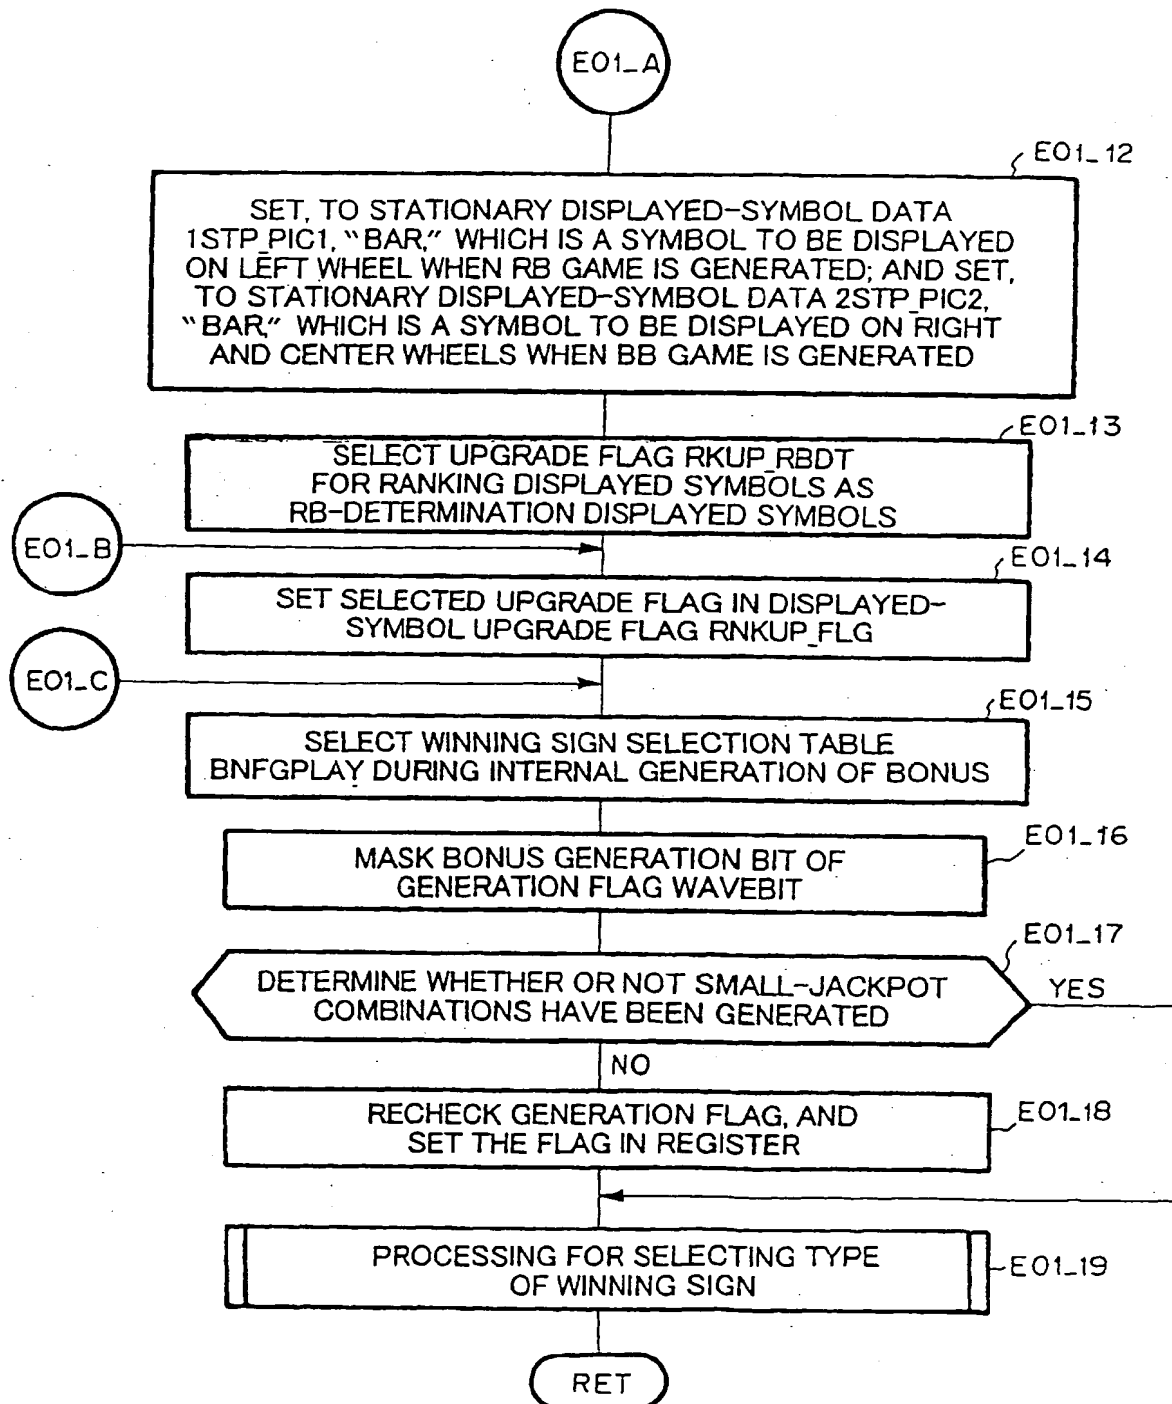 E01_A
E01_12
SET, TO STATIONARY DISPLAYED-SYMBOL DATA
1STP_PIC1, "BAR," WHICH IS A SYMBOL TO BE DISPLAYED
ON LEFT WHEEL WHEN RB GAME IS GENERATED; AND SET,
TO STATIONARY DISPLAYED-SYMBOL DATA 2STP_PIC2,
"BAR," WHICH IS A SYMBOL TO BE DISPLAYED ON RIGHT
AND CENTER WHEELS WHEN BB GAME IS GENERATED
E01_13
SELECT UPGRADE FLAG RKUP_RBDT
FOR RANKING DISPLAYED SYMBOLS AS
RB-DETERMINATION DISPLAYED SYMBOLS
E01_B
E01_14
SET SELECTED UPGRADE FLAG IN DISPLAYED-
SYMBOL UPGRADE FLAG RNKUP_FLG
E01_C
E01_15
SELECT WINNING SIGN SELECTION TABLE
BNFGPLAY DURING INTERNAL GENERATION OF BONUS
E01_16
MASK BONUS GENERATION BIT OF
GENERATION FLAG WAVEBIT
E01_17
DETERMINE WHETHER OR NOT SMALL-JACKPOT
COMBINATIONS HAVE BEEN GENERATED
YES
NO
RECHECK GENERATION FLAG, AND
SET THE FLAG IN REGISTER
E01_18
PROCESSING FOR SELECTING TYPE
OF WINNING SIGN
E01_19
RET